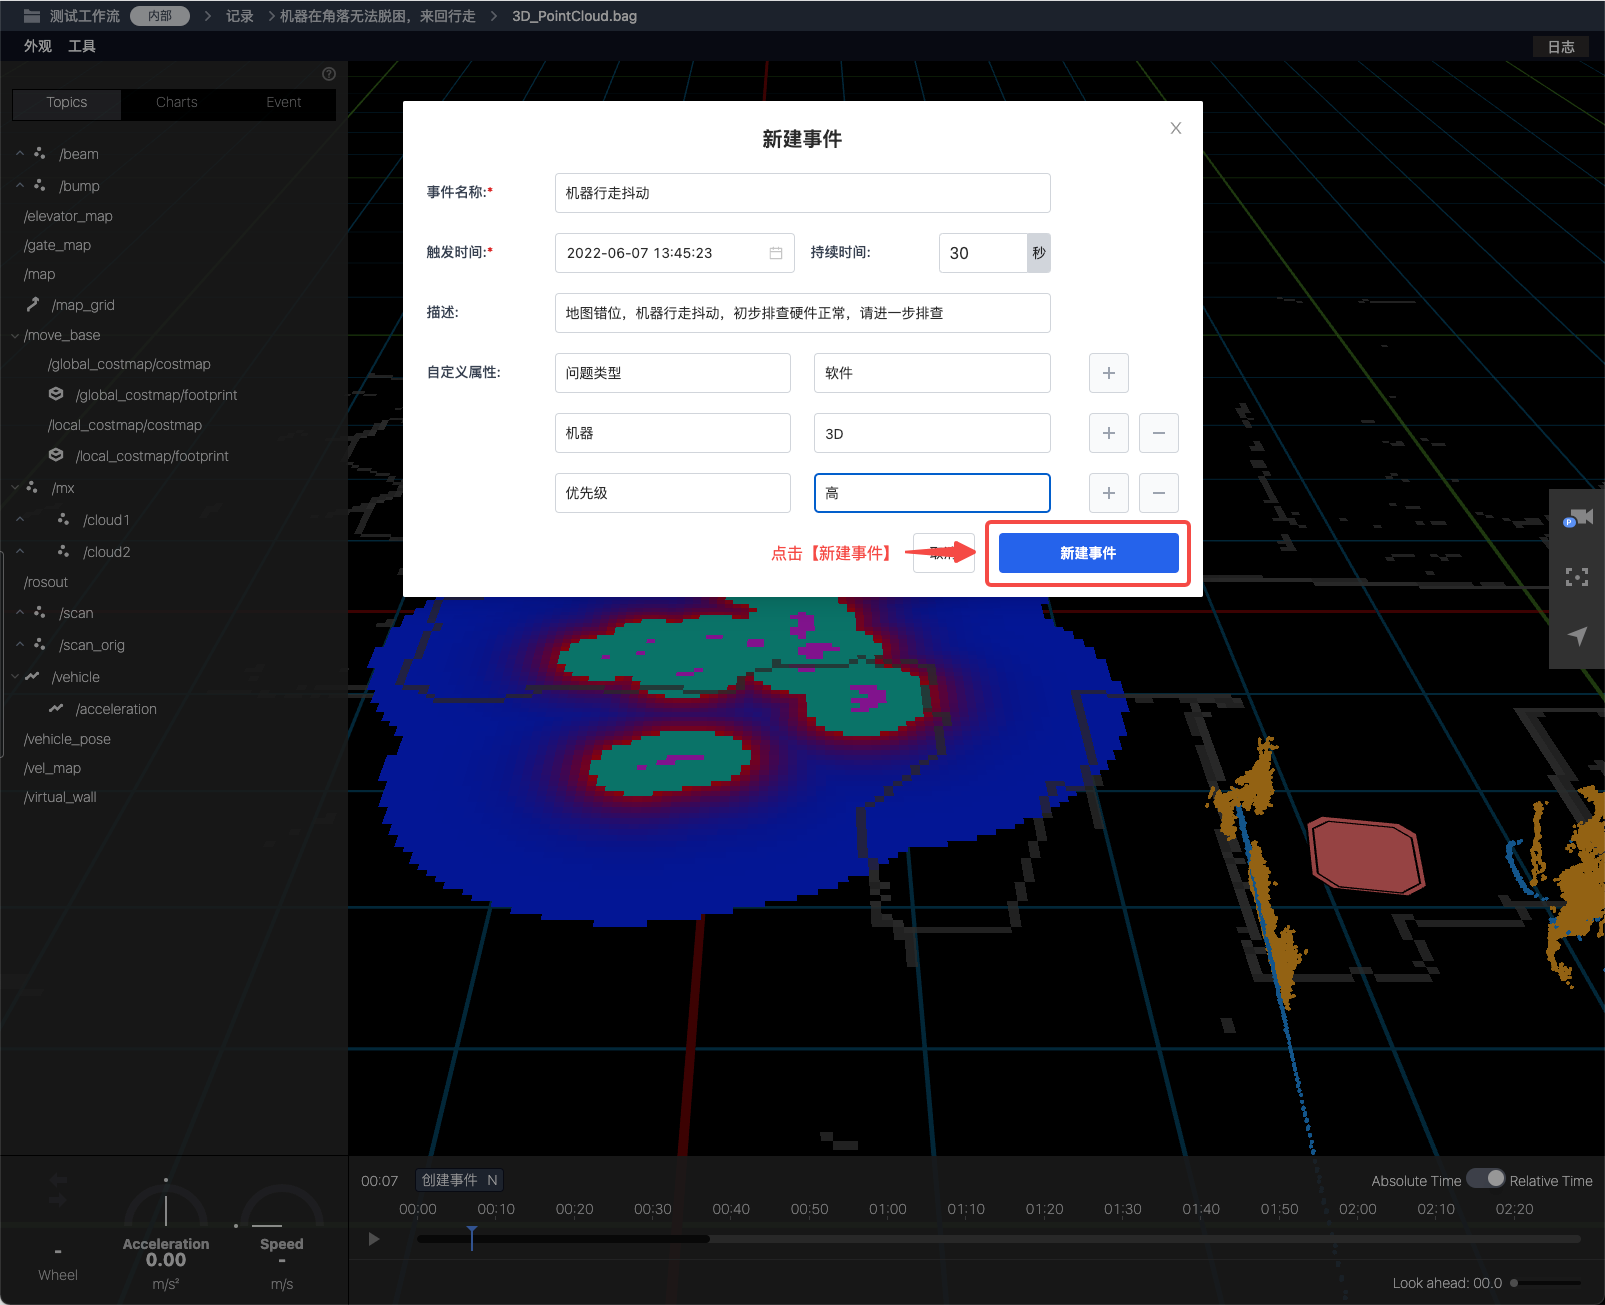 测试工作流 内部 记录 机器在角落无法脱困，来回行走 3D_PointCloud.bag
外观 工具 日志
Topics Charts Event
/beam
/bump
/elevator_map
/gate_map
/map
/map_grid
/move_base
/global_costmap/costmap
/global_costmap/footprint
/local_costmap/costmap
/local_costmap/footprint
/mx
/cloud1
/cloud2
/rosout
/scan
/scan_orig
/vehicle
/acceleration
/vehicle_pose
/vel_map
/virtual_wall
新建事件
事件名称:* 机器行走抖动
触发时间:* 2022-06-07 13:45:23 持续时间: 30 秒
描述: 地图错位，机器行走抖动，初步排查硬件正常，请进一步排查
自定义属性: 问题类型 软件
机器 3D
优先级 高
点击【新建事件】 取消 新建事件
P
00:07 创建事件 N Absolute Time Relative Time
00:00 00:10 00:20 00:30 00:40 00:50 01:00 01:10 01:20 01:30 01:40 01:50 02:00 02:10 02:20
- Wheel
Acceleration 0.00 m/s²
Speed - m/s
Look ahead: 00.0